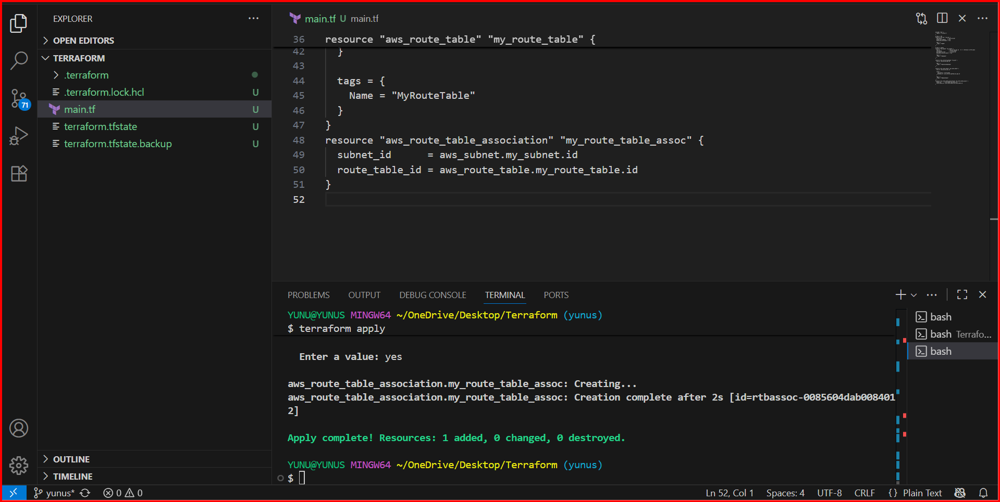 EXPLORER
OPEN EDITORS
TERRAFORM
.terraform
.terraform.lock.hcl U
main.tf U
terraform.tfstate U
terraform.tfstate.backup U
71
OUTLINE
TIMELINE
main.tf U main.tf
36 resource "aws_route_table" "my_route_table" {
42 }
43
44 tags = {
45 Name = "MyRouteTable"
46 }
47 }
48 resource "aws_route_table_association" "my_route_table_assoc" {
49 subnet_id = aws_subnet.my_subnet.id
50 route_table_id = aws_route_table.my_route_table.id
51 }
52
PROBLEMS OUTPUT DEBUG CONSOLE TERMINAL PORTS
YUNU@YUNUS MINGW64 ~/OneDrive/Desktop/Terraform (yunus)
$ terraform apply
Enter a value: yes
aws_route_table_association.my_route_table_assoc: Creating...
aws_route_table_association.my_route_table_assoc: Creation complete after 2s [id=rtbassoc-0085604dab008401
2]
Apply complete! Resources: 1 added, 0 changed, 0 destroyed.
YUNU@YUNUS MINGW64 ~/OneDrive/Desktop/Terraform (yunus)
$
bash
bash Terrafo...
bash
yunus* 0 0 Ln 52, Col 1 Spaces: 4 UTF-8 CRLF {} Plain Text